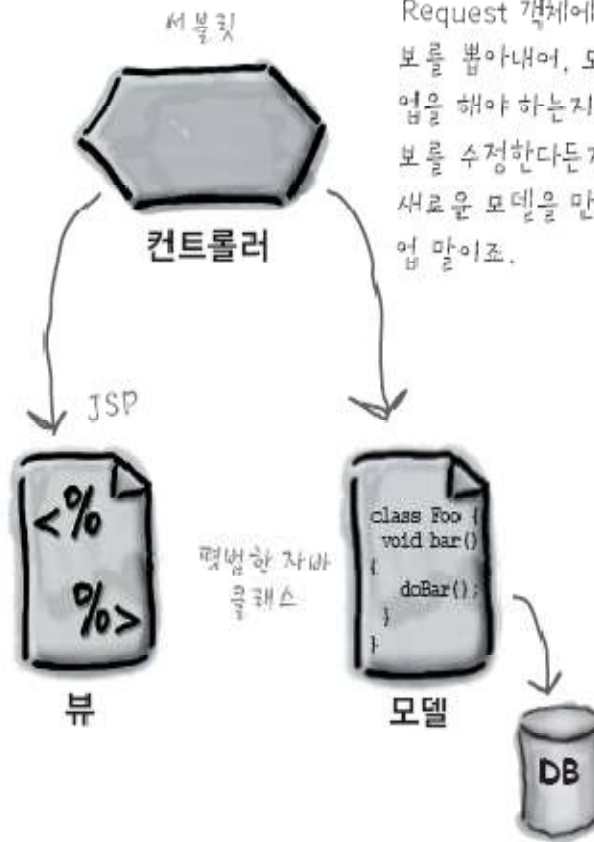 서블릿
Request 객체에
보를 뽑아내어,
업을 해야 하는지
보를 수정한다든지
새로운 모델을 만
업 말이죠.
컨트롤러
JSP
<%
%>
뷰
평범한 자바
클래스
class Foo {
void bar()
{
doBar();
}
}
모델
DB